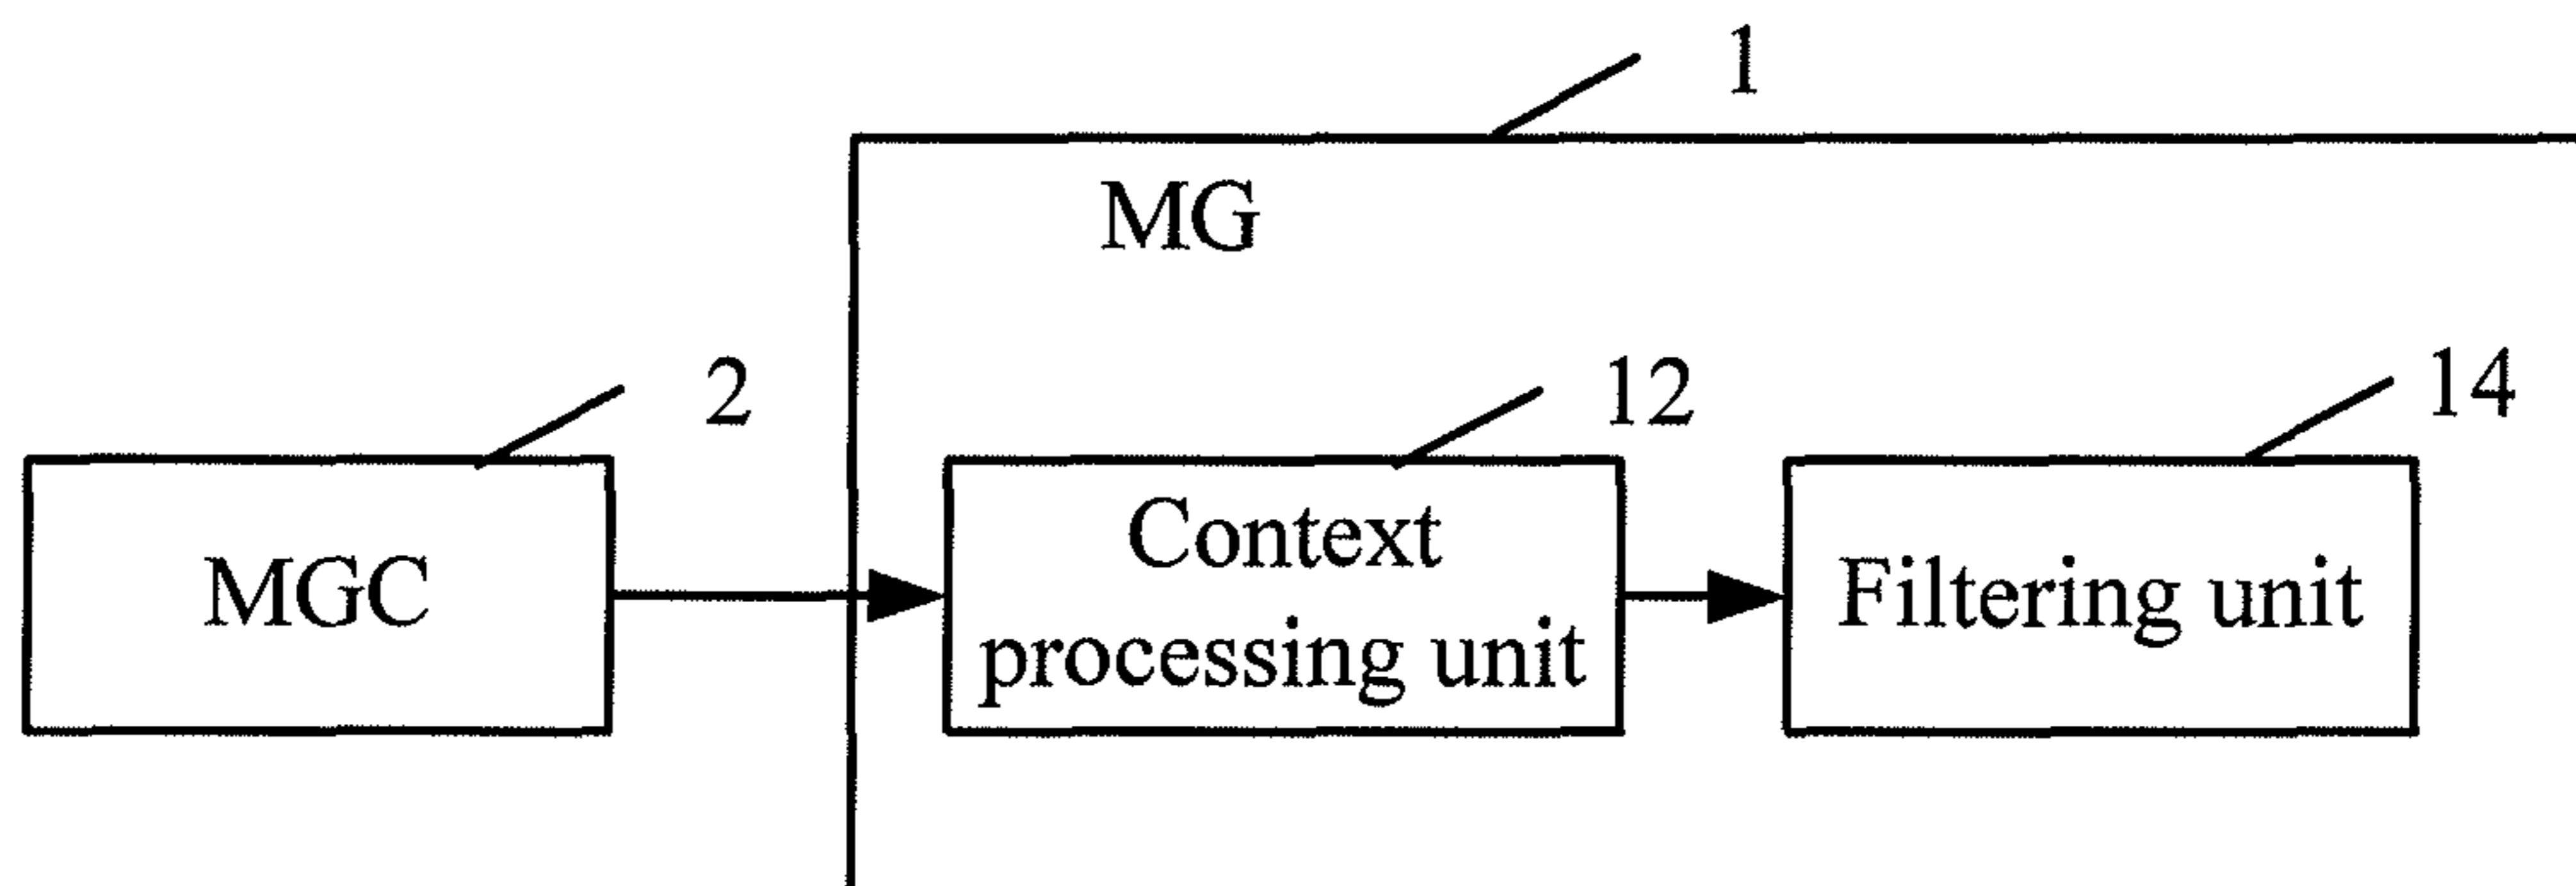 1
MG
2
12
14
MGC
Context
processing unit
Filtering unit